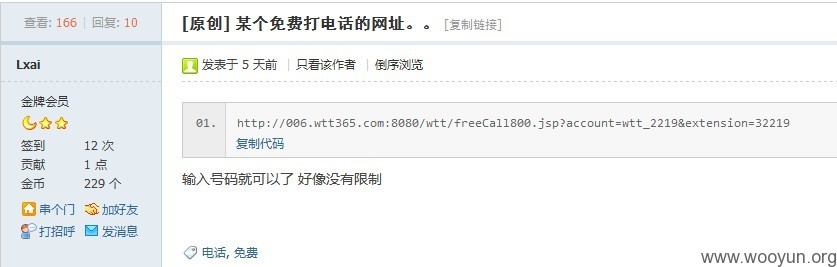 查看: 166 | 回复: 10
[原创] 某个免费打电话的网址。。 [复制链接]
Lxai
发表于 5 天前 | 只看该作者 | 倒序浏览
金牌会员
签到 12 次
贡献 1 点
金币 229 个
串个门 加好友
打招呼 发消息
01. http://006.wtt365.com:8080/wtt/freeCall800.jsp?account=wtt_2219&extension=32219
复制代码
输入号码就可以了 好像没有限制
电话, 免费
www.wooyun.org